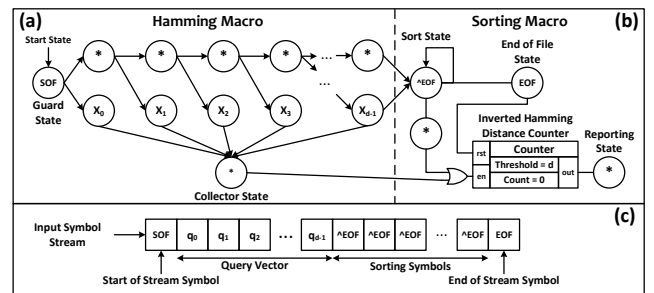 (a) Hamming Macro
Sorting Macro (b)
Start State
Sort State
End of File
State
* * * * ... *
SOF
...
^EOF
EOF
Guard
State
X0 X1 X2 X3 Xd-1
*
Inverted Hamming
Distance Counter
Reporting
State
rst Counter
Threshold = d
en Count = 0 out
*
*
Collector State
(c)
Input Symbol
Stream
SOF q0 q1 q2 ... qd-1 ^EOF ^EOF ^EOF ... ^EOF EOF
Query Vector
Sorting Symbols
Start of Stream Symbol
End of Stream Symbol